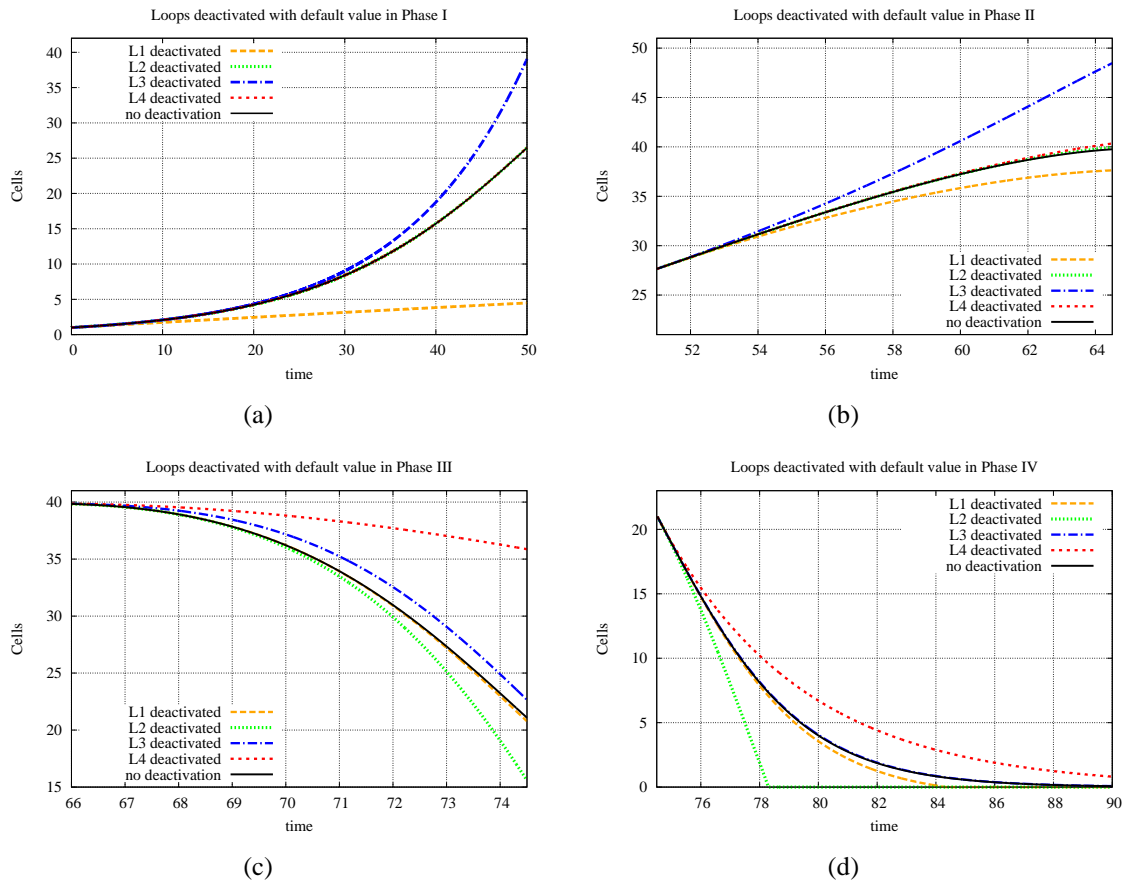 Loops deactivated with default value in Phase I
Cells
40
35
30
25
20
15
10
5
0
L1 deactivated
L2 deactivated
L3 deactivated
L4 deactivated
no deactivation
0 10 20 30 40 50
time
(a)
Loops deactivated with default value in Phase II
Cells
50
45
40
35
30
25
L1 deactivated
L2 deactivated
L3 deactivated
L4 deactivated
no deactivation
52 54 56 58 60 62 64
time
(b)
Loops deactivated with default value in Phase III
Cells
40
35
30
25
20
15
L1 deactivated
L2 deactivated
L3 deactivated
L4 deactivated
no deactivation
66 67 68 69 70 71 72 73 74
time
(c)
Loops deactivated with default value in Phase IV
Cells
20
15
10
5
0
L1 deactivated
L2 deactivated
L3 deactivated
L4 deactivated
no deactivation
76 78 80 82 84 86 88 90
time
(d)